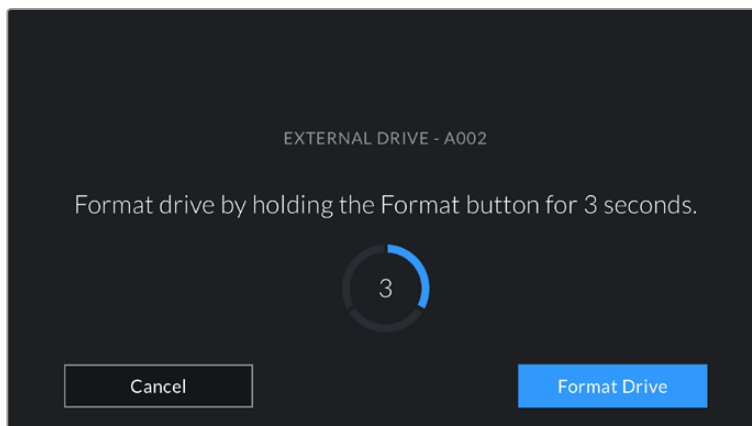 EXTERNAL DRIVE - A002
Format drive by holding the Format button for 3 seconds.
3
Cancel
Format Drive